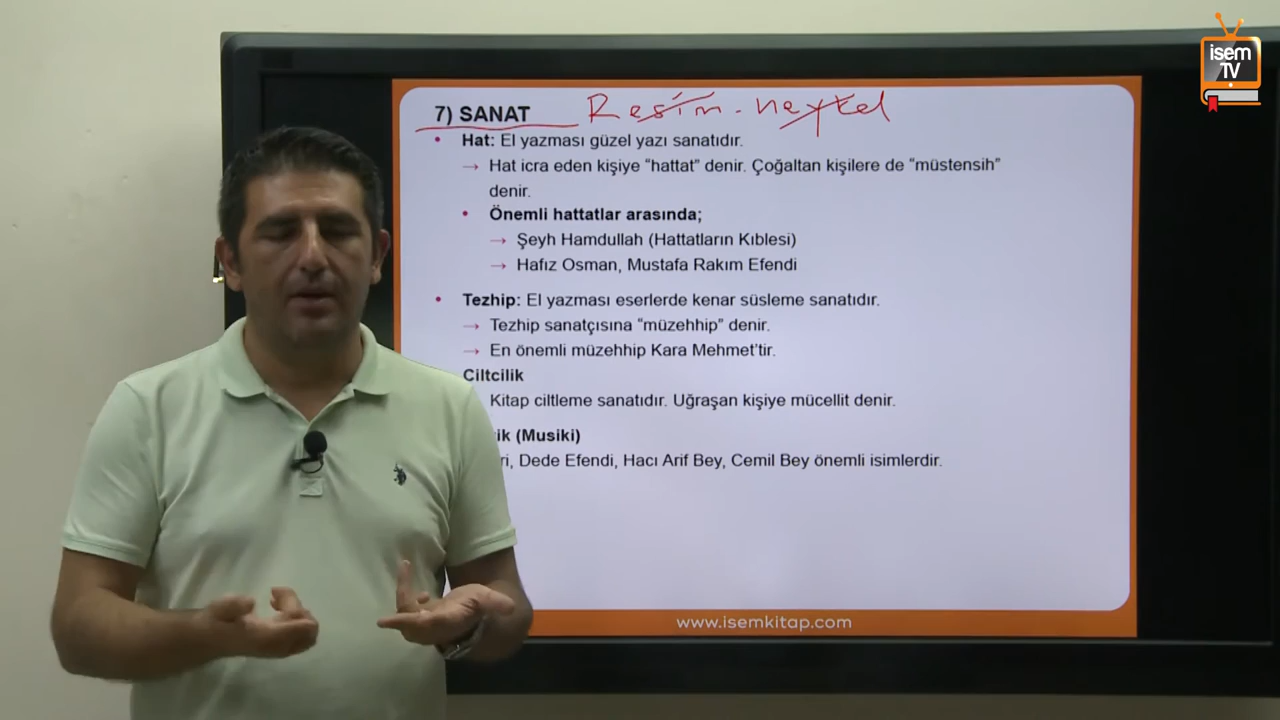 isem
TV
7) SANAT Resim - heykel
• Hat: El yazması güzel yazı sanatıdır.
→ Hat icra eden kişiye “hattat” denir. Çoğaltan kişilere de “müstensih”
denir.
• Önemli hattatlar arasında;
→ Şeyh Hamdullah (Hattatların Kıblesi)
→ Hafız Osman, Mustafa Rakım Efendi
• Tezhip: El yazması eserlerde kenar süsleme sanatıdır.
→ Tezhip sanatçısına “müzehhip” denir.
→ En önemli müzehhip Kara Mehmet’tir.
Ciltcilik
Kitap ciltleme sanatıdır. Uğraşan kişiye mücellit denir.
ik (Musiki)
ri, Dede Efendi, Hacı Arif Bey, Cemil Bey önemli isimlerdir.
www.isemkitap.com